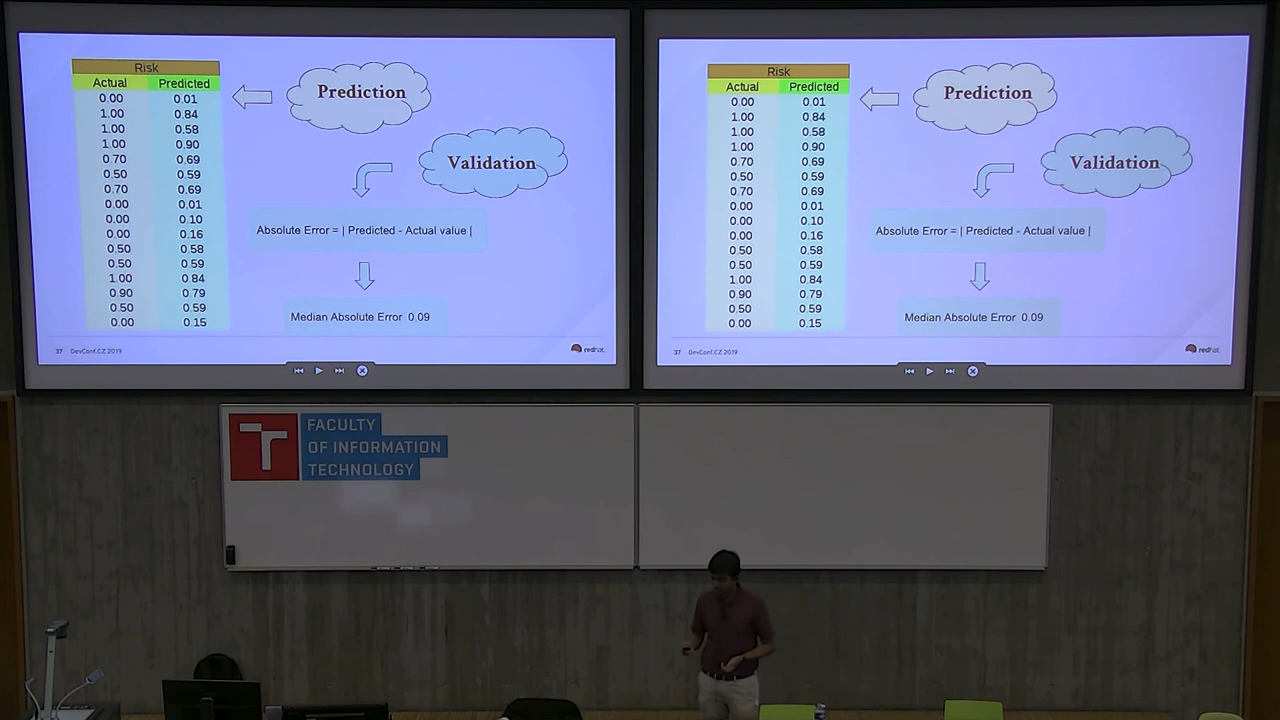 Risk
Actual Predicted
0.00 0.01
1.00 0.84
1.00 0.58
1.00 0.90
0.70 0.69
0.50 0.59
0.70 0.69
0.00 0.01
0.00 0.10
0.00 0.16
0.50 0.58
0.50 0.59
1.00 0.84
0.90 0.79
0.50 0.59
0.00 0.15
Prediction
Validation
Absolute Error = | Predicted - Actual value |
Median Absolute Error 0.09
37 DevConf.CZ 2019
redhat.
Risk
Actual Predicted
0.00 0.01
1.00 0.84
1.00 0.58
1.00 0.90
0.70 0.69
0.50 0.59
0.70 0.69
0.00 0.01
0.00 0.10
0.00 0.16
0.50 0.58
0.50 0.59
1.00 0.84
0.90 0.79
0.50 0.59
0.00 0.15
Prediction
Validation
Absolute Error = | Predicted - Actual value |
Median Absolute Error 0.09
37 DevConf.CZ 2019
redhat.
FACULTY
OF INFORMATION
TECHNOLOGY